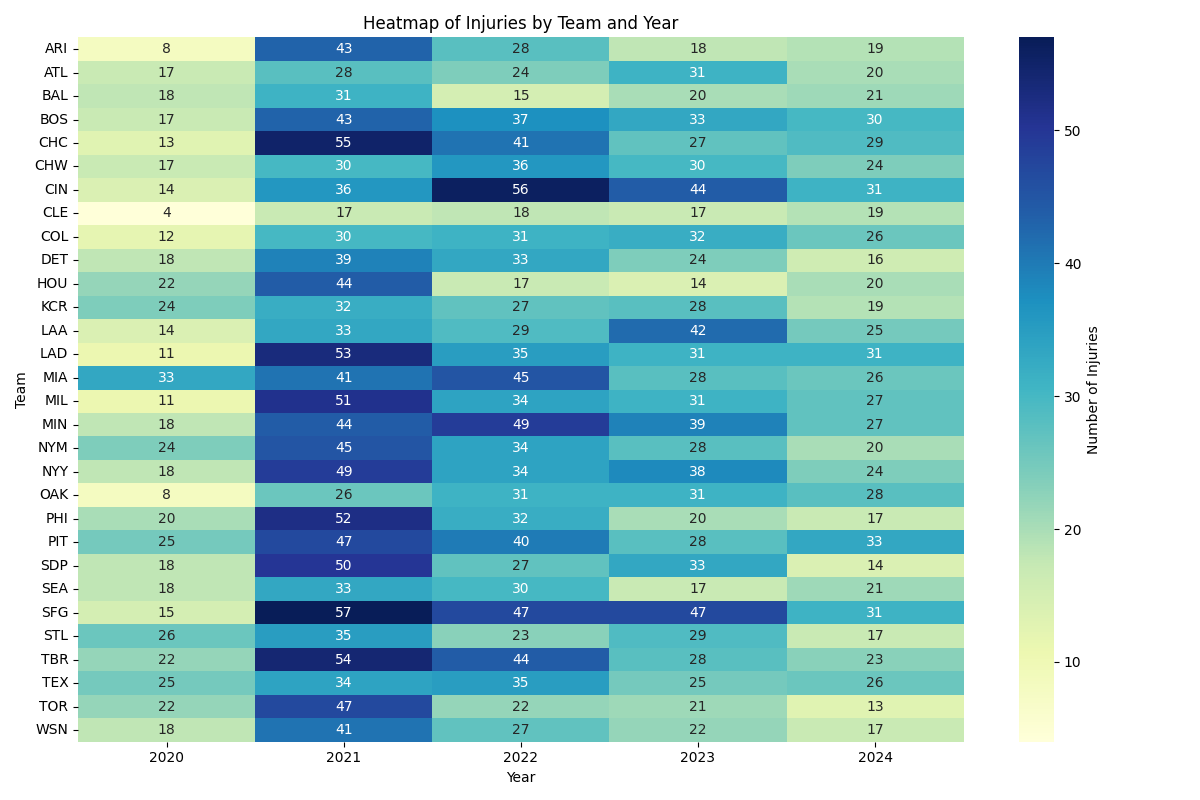 Heatmap of Injuries by Team and Year
ARI 8 43 28 18 19
ATL 17 28 24 31 20
BAL 18 31 15 20 21
BOS 17 43 37 33 30
CHC 13 55 41 27 29
CHW 17 30 36 30 24
CIN 14 36 56 44 31
CLE 4 17 18 17 19
COL 12 30 31 32 26
DET 18 39 33 24 16
HOU 22 44 17 14 20
KCR 24 32 27 28 19
LAA 14 33 29 42 25
LAD 11 53 35 31 31
MIA 33 41 45 28 26
MIL 11 51 34 31 27
MIN 18 44 49 39 27
NYM 24 45 34 28 20
NYY 18 49 34 38 24
OAK 8 26 31 31 28
PHI 20 52 32 20 17
PIT 25 47 40 28 33
SDP 18 50 27 33 14
SEA 18 33 30 17 21
SFG 15 57 47 47 31
STL 26 35 23 29 17
TBR 22 54 44 28 23
TEX 25 34 35 25 26
TOR 22 47 22 21 13
WSN 18 41 27 22 17
2020 2021 2022 2023 2024
Year
Team
50
40
30
20
10
Number of Injuries